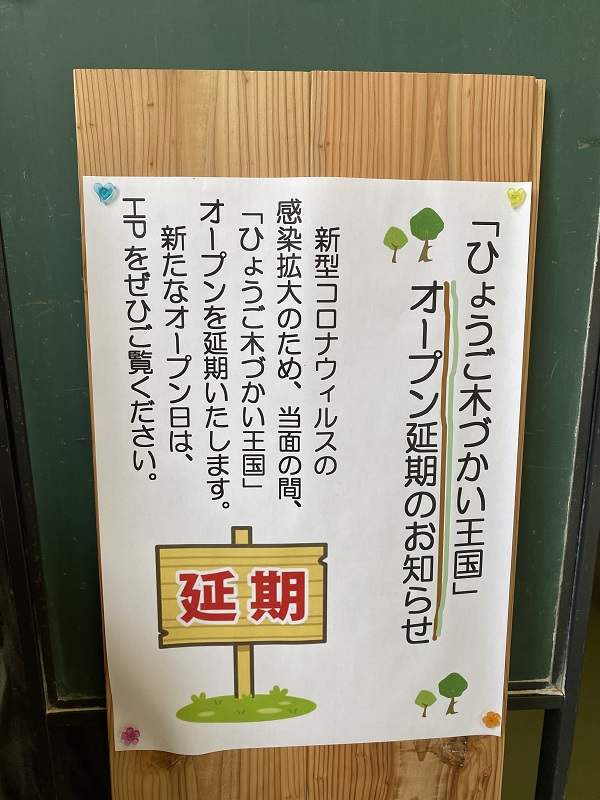 「ひょうご木づかい王国」
オープン延期のお知らせ
新型コロナウィルスの
感染拡大のため、当面の間、
「ひょうご木づかい王国」
オープンを延期いたします。
新たなオープン日は、
HPをぜひご覧ください。
延期